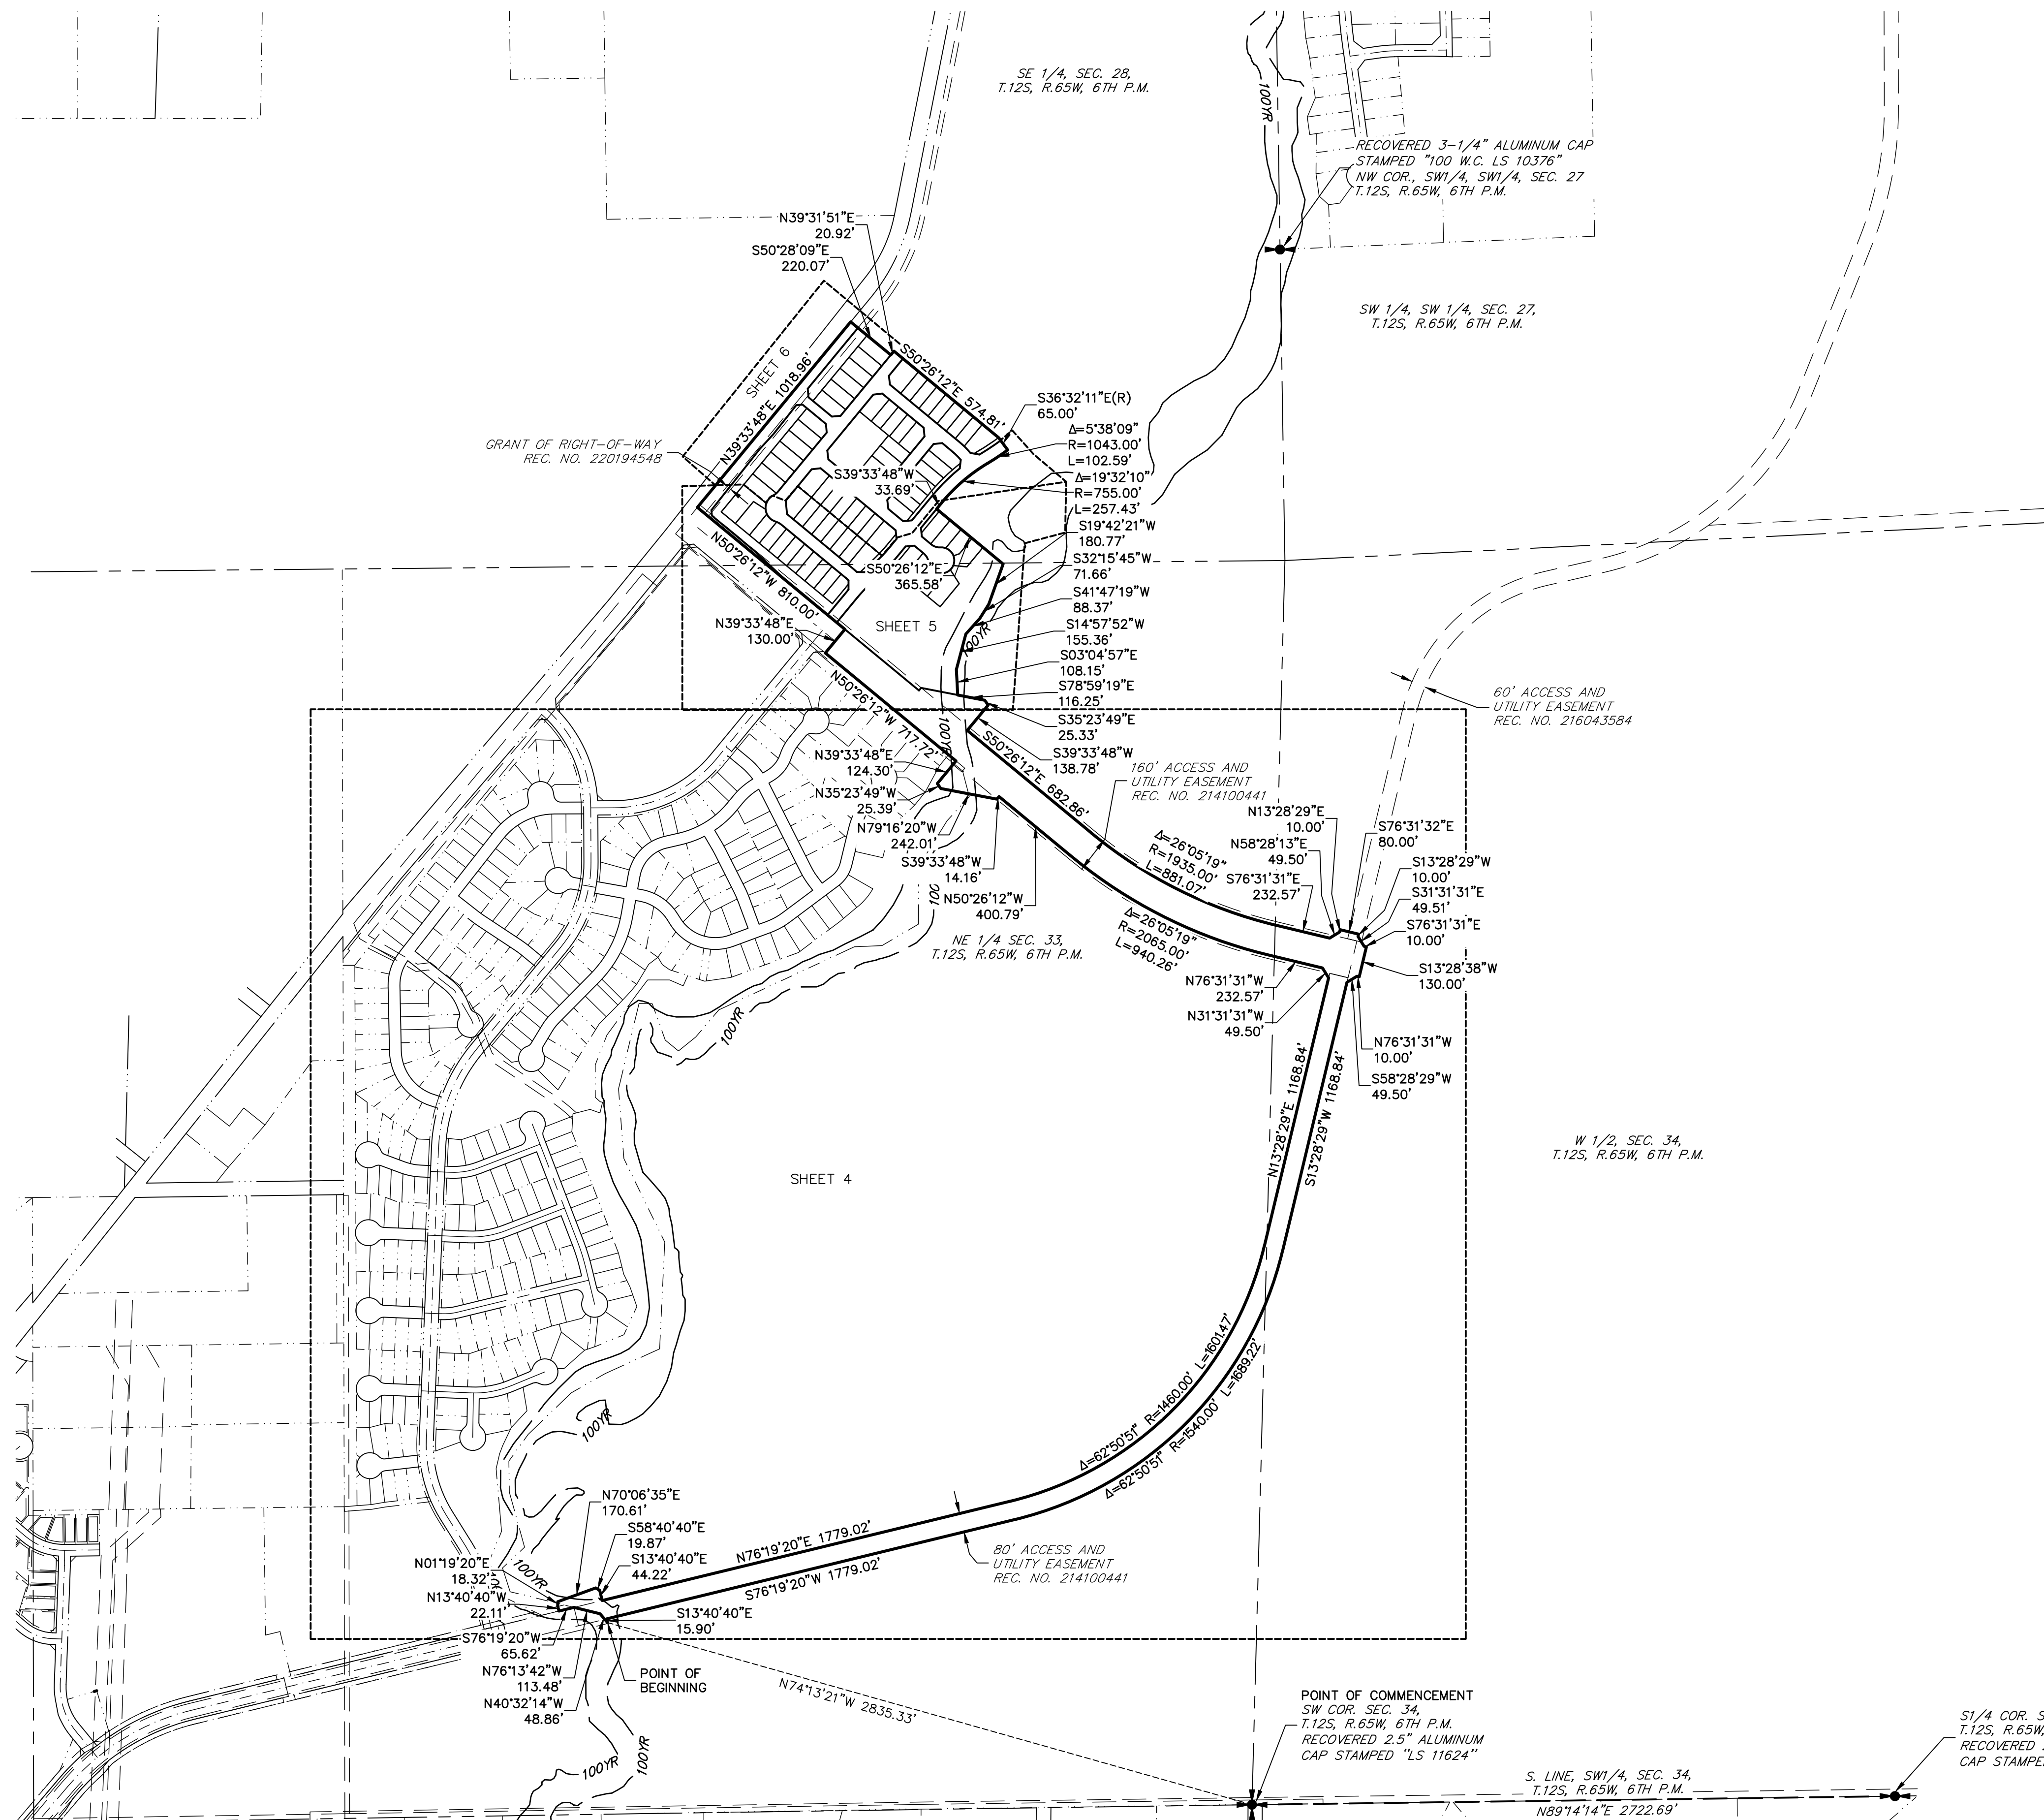 SE 1/4, SEC. 28,
T.12S, R.65W, 6TH P.M.
100YR
RECOVERED 3-1/4" ALUMINUM CAP
STAMPED "100 W.C. LS 10376"
NW COR., SW1/4, SW1/4, SEC. 27
T.12S, R.65W, 6TH P.M.
N39°31'51"E
20.92'
S50°28'09"E
220.07'
SW 1/4, SW 1/4, SEC. 27,
T.12S, R.65W, 6TH P.M.
SHEET 6
N39°33'48"E 1018.96'
S50°26'12"E 574.81'
S36°32'11"E(R)
65.00'
Δ=5°38'09"
R=1043.00'
L=102.59'
GRANT OF RIGHT-OF-WAY
REC. NO. 220194548
S39°33'48"W
33.69'
Δ=19°32'10"
R=755.00'
L=257.43'
S19°42'21"W
180.77'
N50°26'12"W 810.00'
S50°26'12"E
365.58'
S32°15'45"W
71.66'
S41°47'19"W
88.37'
N39°33'48"E
130.00'
SHEET 5
100YR
S14°57'52"W
155.36'
S03°04'57"E
108.15'
S78°59'19"E
116.25'
N50°26'12"W 717.72'
100YR
S35°23'49"E
25.33'
S39°33'48"W
138.78'
60' ACCESS AND
UTILITY EASEMENT
REC. NO. 216043584
N39°33'48"E
124.30'
S50°26'12"E 682.86'
160' ACCESS AND
UTILITY EASEMENT
REC. NO. 214100441
N35°23'49"W
25.39'
N79°16'20"W
242.01'
S39°33'48"W
14.16'
N50°26'12"W
400.79'
100
Δ=26°05'19"
R=1935.00'
L=881.07'
N13°28'29"E
10.00'
N58°28'13"E
49.50'
S76°31'31"E
232.57'
S76°31'32"E
80.00'
S13°28'29"W
10.00'
S31°31'31"E
49.51'
S76°31'31"E
10.00'
Δ=26°05'19"
R=2065.00'
L=940.26'
NE 1/4 SEC. 33,
T.12S, R.65W, 6TH P.M.
S13°28'38"W
130.00'
N76°31'31"W
232.57'
N31°31'31"W
49.50'
100YR
N76°31'31"W
10.00'
S58°28'29"W
49.50'
N13°28'29"E 1168.84'
S13°28'29"W 1168.84'
W 1/2, SEC. 34,
T.12S, R.65W, 6TH P.M.
SHEET 4
Δ=62°50'51" R=1460.00' L=1601.47'
Δ=62°50'51" R=1540.00' L=1689.22'
100YR
N70°06'35"E
170.61'
S58°40'40"E
19.87'
S13°40'40"E
44.22'
N76°19'20"E 1779.02'
S76°19'20"W 1779.02'
80' ACCESS AND
UTILITY EASEMENT
REC. NO. 214100441
N01°19'20"E
18.32'
100YR
N13°40'40"W
22.11'
S13°40'40"E
15.90'
S76°19'20"W
65.62'
N76°13'42"W
113.48'
N40°32'14"W
48.86'
POINT OF
BEGINNING
N74°13'21"W 2835.33'
POINT OF COMMENCEMENT
SW COR. SEC. 34,
T.12S, R.65W, 6TH P.M.
RECOVERED 2.5" ALUMINUM
CAP STAMPED "LS 11624"
100YR
100YR
S1/4 COR. S
T.12S, R.65W,
RECOVERED
CAP STAMPE
S. LINE, SW1/4, SEC. 34,
T.12S, R.65W, 6TH P.M.
N89°14'14"E 2722.69'